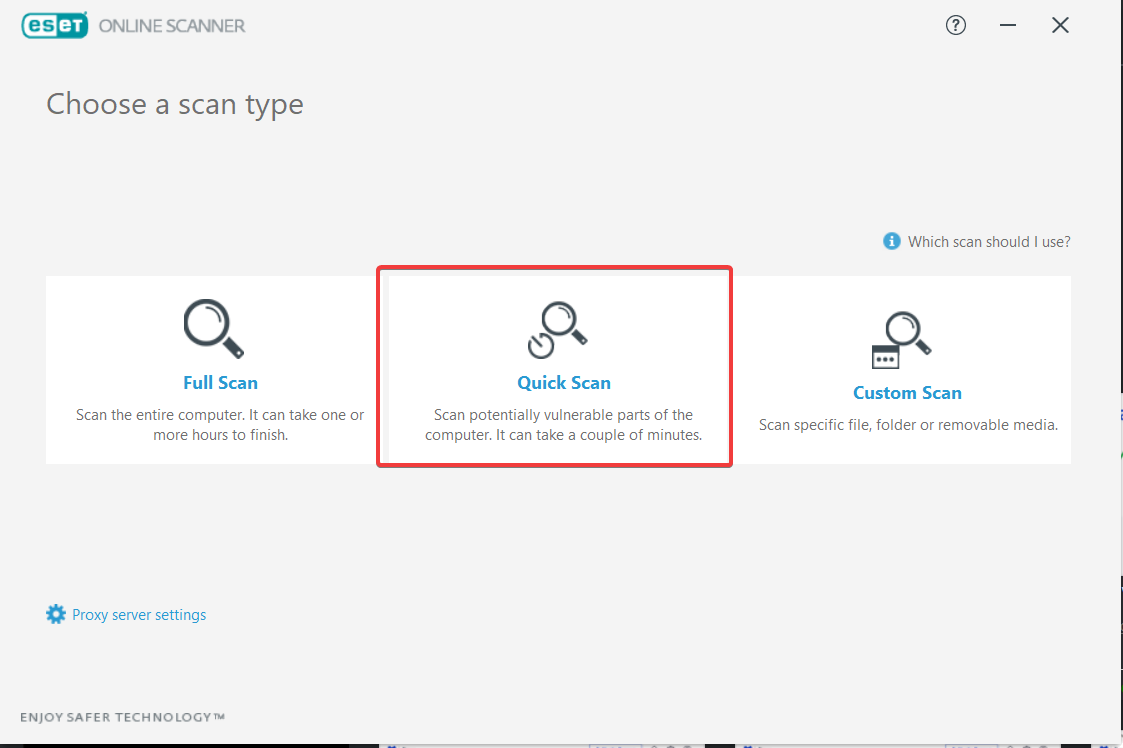 eset ONLINE SCANNER
Choose a scan type
Which scan should I use?
Full Scan
Scan the entire computer. It can take one or
more hours to finish.
Quick Scan
Scan potentially vulnerable parts of the
computer. It can take a couple of minutes.
Custom Scan
Scan specific file, folder or removable media.
Proxy server settings
ENJOY SAFER TECHNOLOGY™